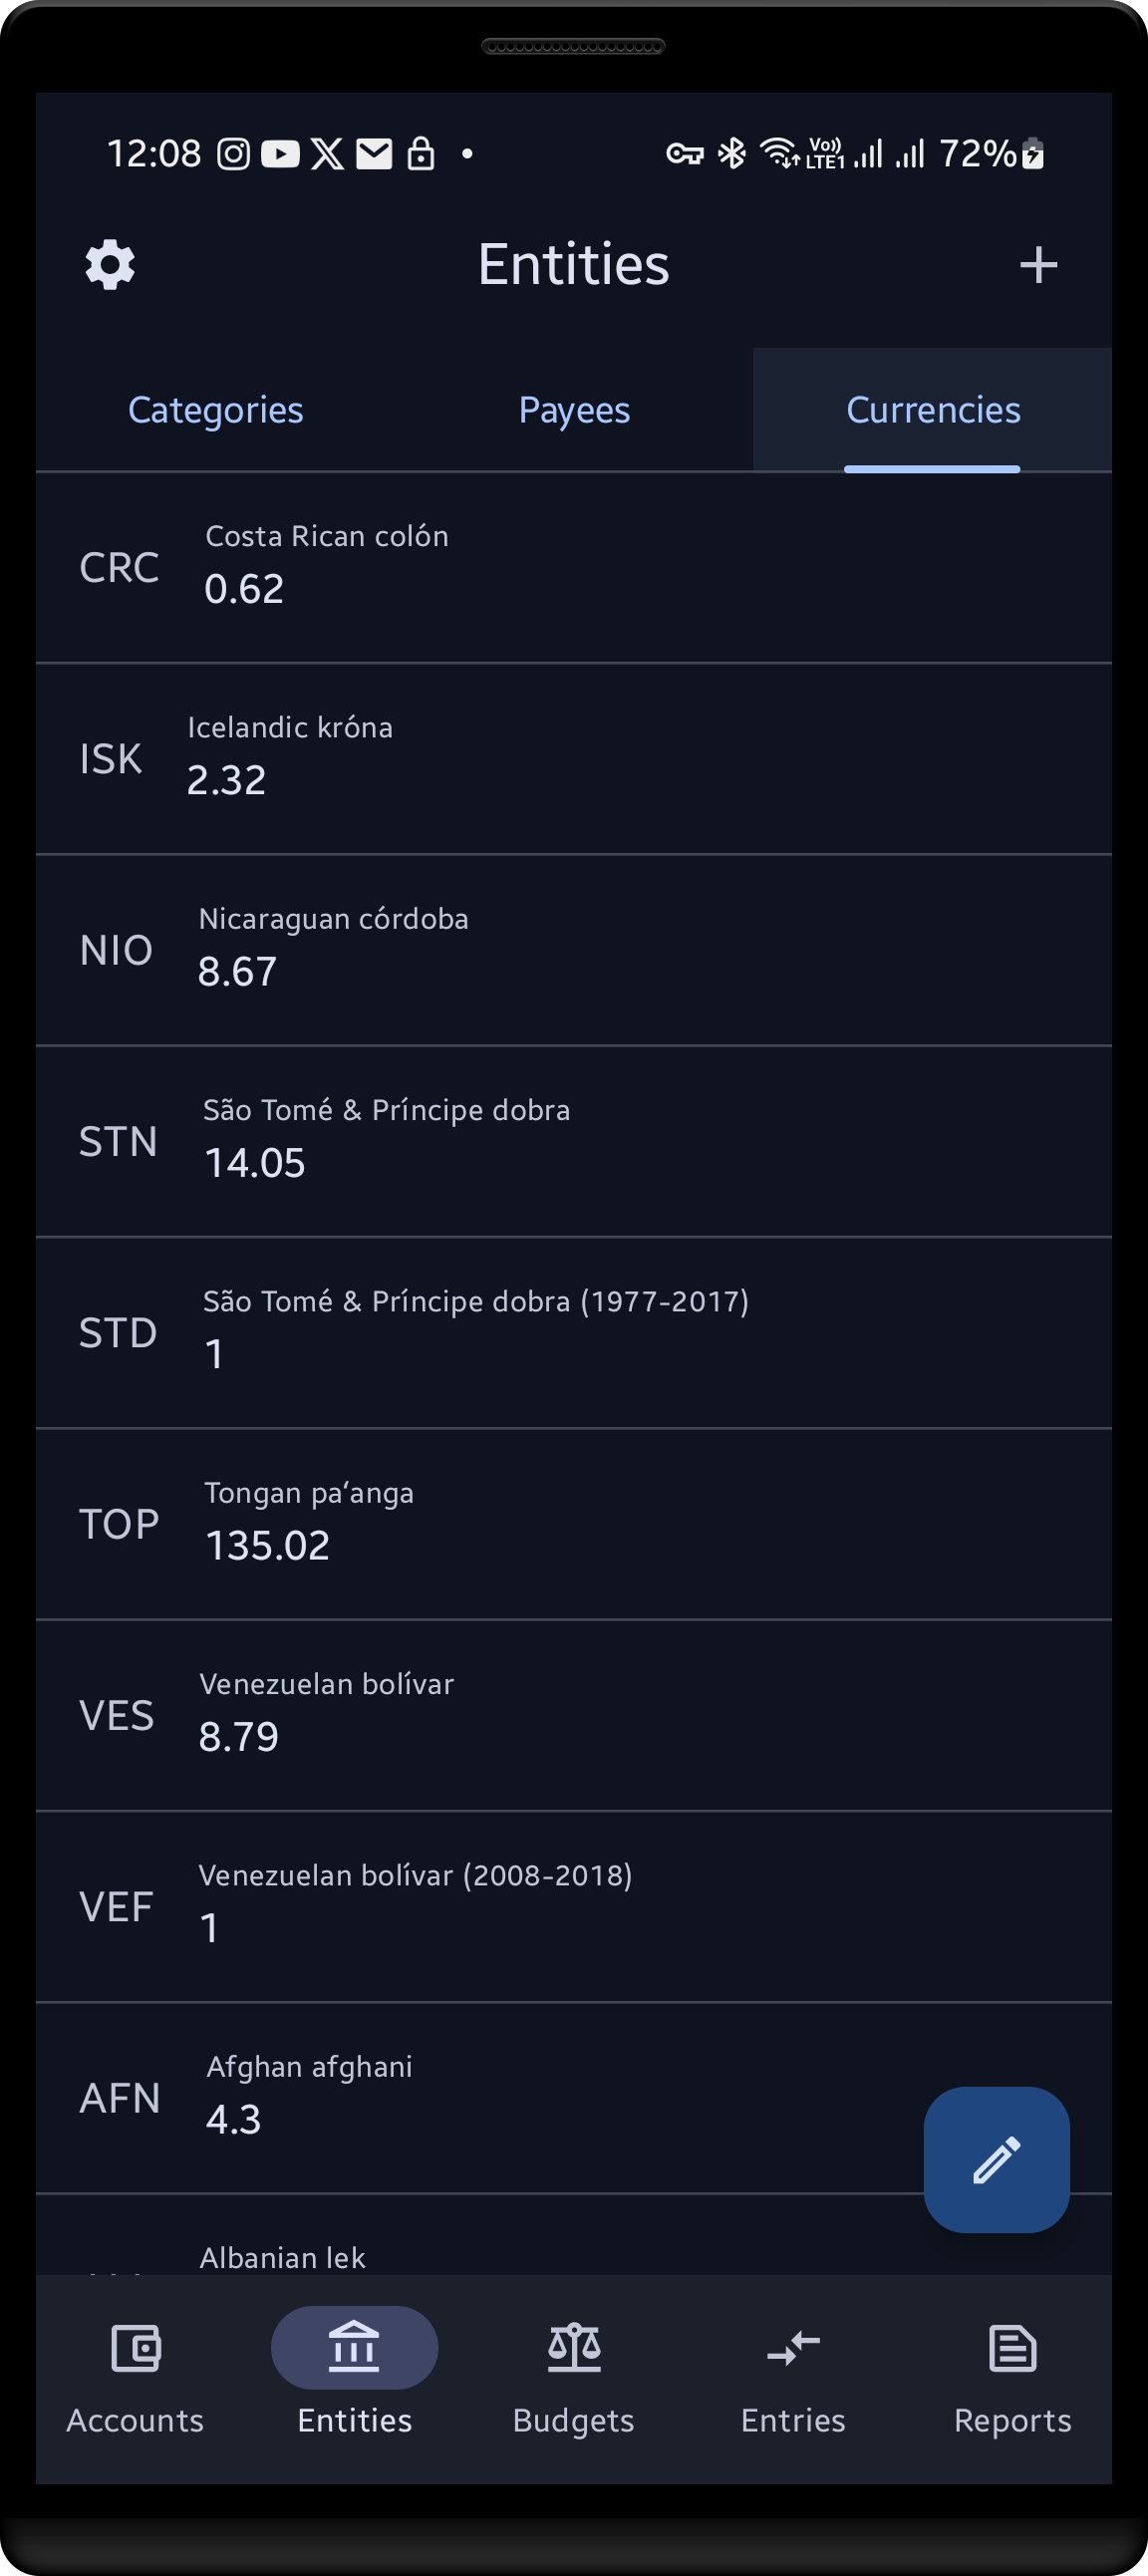 12:08 Vo)) LTE1 72%
Entities
Categories Payees Currencies
Costa Rican colón
CRC
0.62
Icelandic króna
ISK
2.32
Nicaraguan córdoba
NIO
8.67
São Tomé & Príncipe dobra
STN
14.05
São Tomé & Príncipe dobra (1977-2017)
STD
1
Tongan paʻanga
TOP
135.02
Venezuelan bolívar
VES
8.79
Venezuelan bolívar (2008-2018)
VEF
1
Afghan afghani
AFN
4.3
Albanian lek
Accounts Entities Budgets Entries Reports